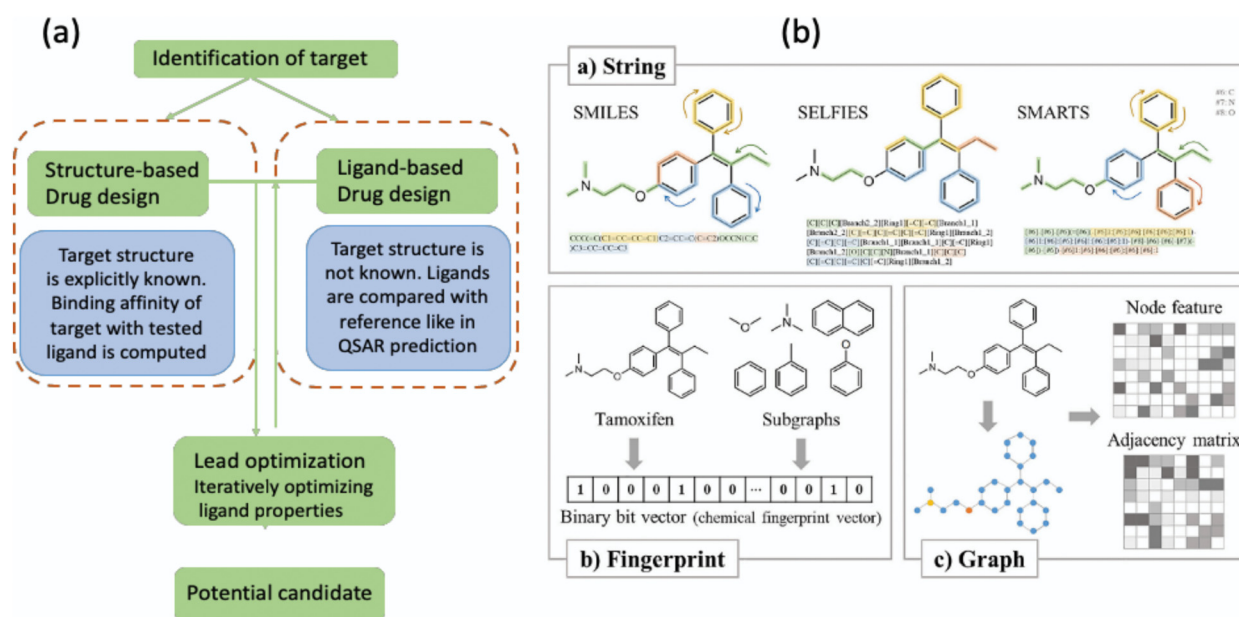 (a)
Identification of target
Structure-based
Drug design
Ligand-based
Drug design
Target structure
is explicitly known.
Binding affinity of
target with tested
ligand is computed
Target structure is
not known. Ligands
are compared with
reference like in
QSAR prediction
Lead optimization
Iteratively optimizing
ligand properties
Potential candidate
(b)
a) String
SMILES
N
O
SELFIES
N
O
SMARTS
N
O
#6: C
#7: N
#8: O
Tamoxifen
N
O
Subgraphs
O
N
O
1 0 0 0 1 0 0 ... 0 0 1 0
Binary bit vector (chemical fingerprint vector)
b) Fingerprint
N
O
Node feature
Adjacency matrix
c) Graph